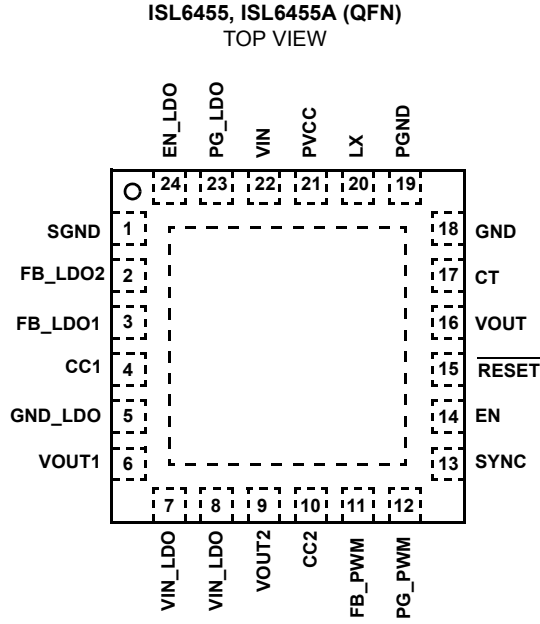 ISL6455, ISL6455A (QFN)
TOP VIEW
EN_LDO
PG_LDO
VIN
PVCC
LX
PGND
24 23 22 21 20 19
SGND 1
FB_LDO2 2
FB_LDO1 3
CC1 4
GND_LDO 5
VOUT1 6
18 GND
17 CT
16 VOUT
15 RESET
14 EN
13 SYNC
7 8 9 10 11 12
VIN_LDO
VIN_LDO
VOUT2
CC2
FB_PWM
PG_PWM